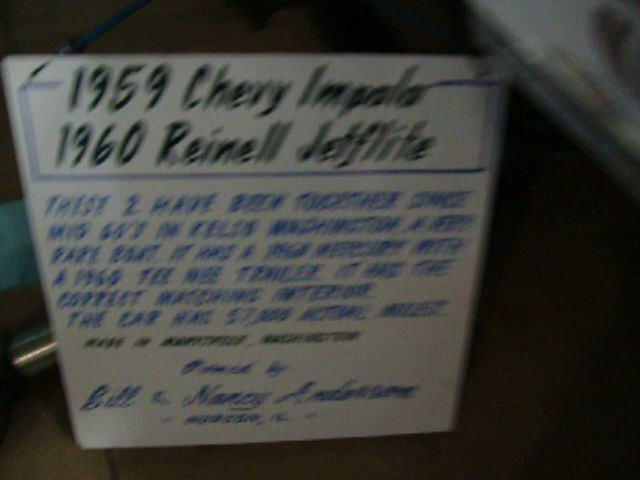 1959 Chevy Impala
1960 Reinell Jetflite
THESE 2 HAVE BEEN TOGETHER SINCE
MID 60'S IN KELSO WASHINGTON. A VERY
RARE BOAT. IT HAS A 1960 MERCURY WITH
A 1960 TEE NEE TRAILER. IT HAS THE
CORRECT MATCHING INTERIOR.
THE CAR HAS 57,000 ACTUAL MILES!
MADE IN MARYSVILLE, WASHINGTON
Owned by
Bill & Nancy Anderson